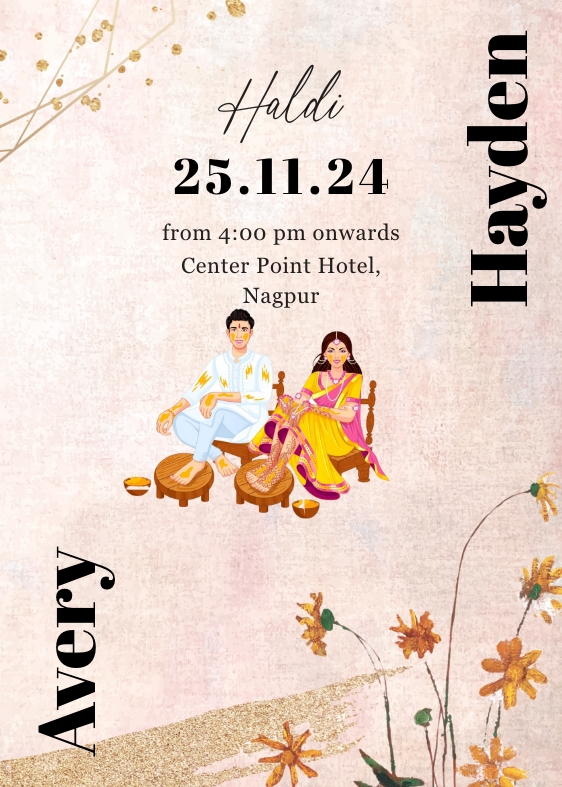 Haldi
25.11.24
from 4:00 pm onwards
Center Point Hotel,
Nagpur
Hayden
Avery